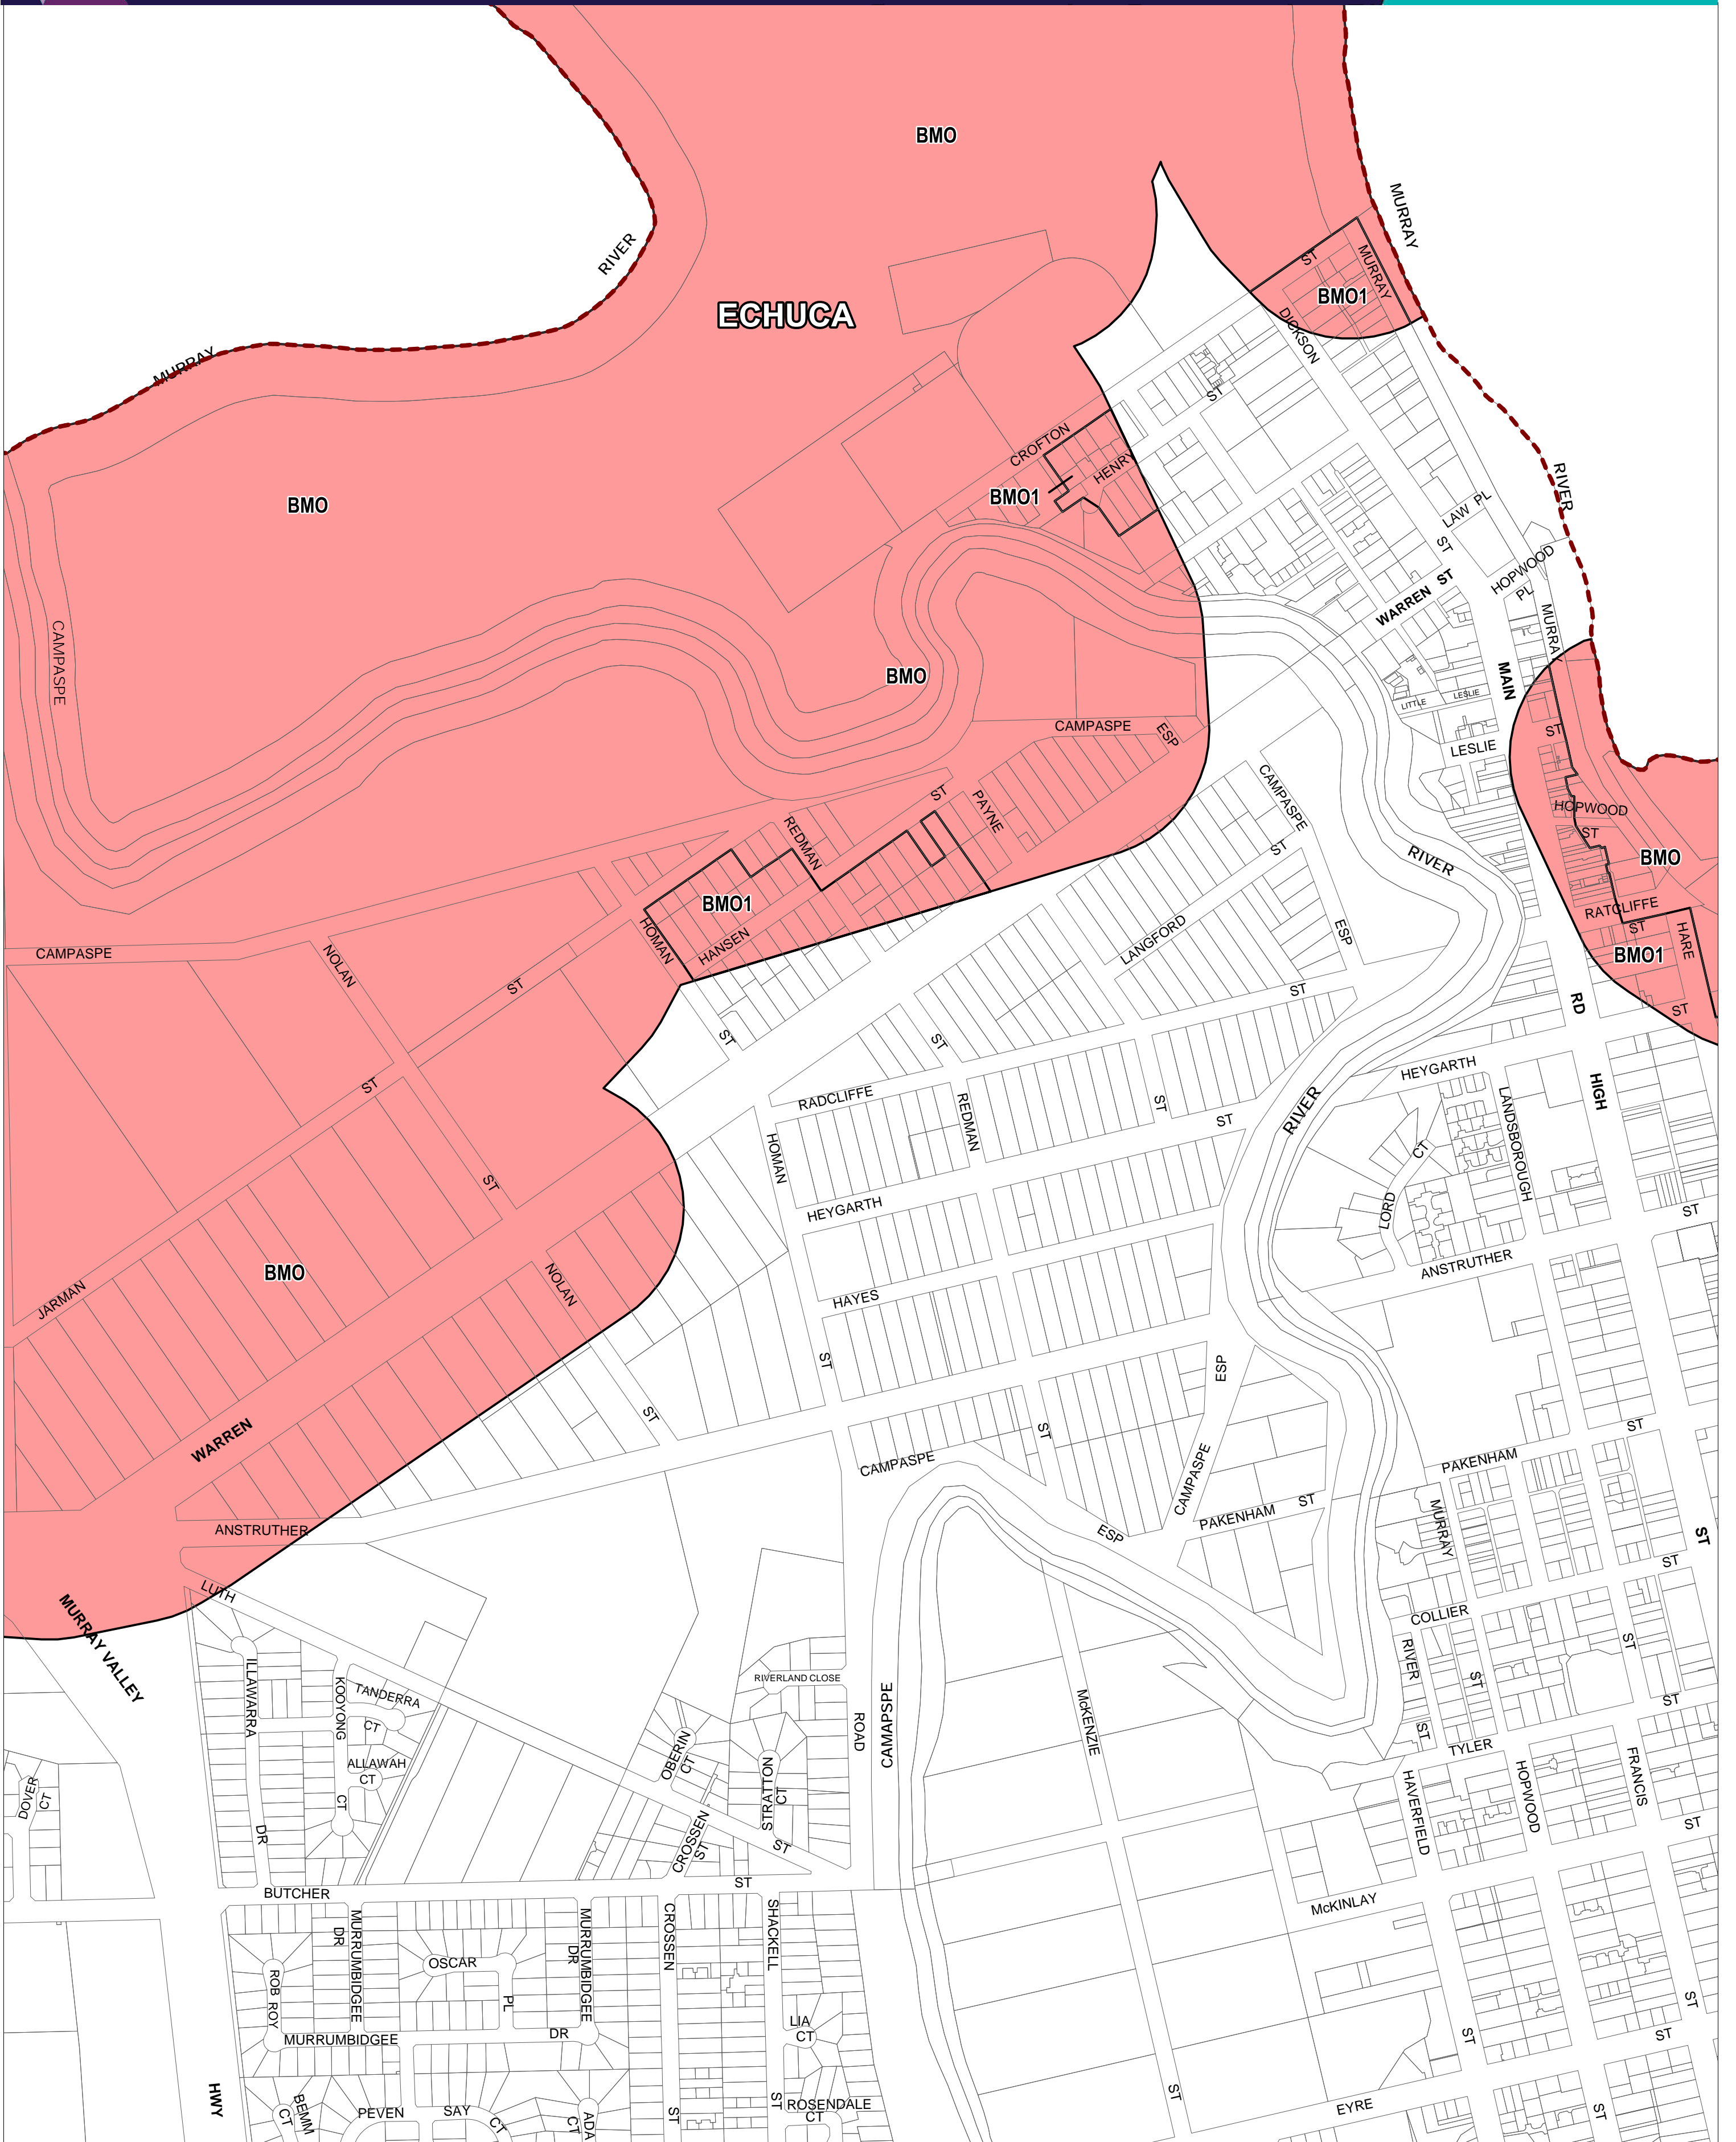 BMO
MURRAY
RIVER
ST
MURRAY
BMO1
ECHUCA
DICKSON
MURRAY
ST
CROFTON
HENRY
BMO1
BMO
RIVER
LAW PL
ST
HOPWOOD
PL
WARREN ST
MURRAY
CAMPASPE
BMO
MAIN
LESLIE
LITTLE
ST
CAMPASPE
ESP
LESLIE
CAMPASPE
ST
PAYNE
HOPWOOD
ST
REDMAN
ST
RIVER
BMO
BMO1
RATCLIFFE
ST
HARE
HOMAN
HANSEN
LANGFORD
ESP
BMO1
CAMPASPE
NOLAN
ST
ST
RD
ST
ST
ST
HEYGARTH
ST
RADCLIFFE
REDMAN
ST
ST
RIVER
HIGH
LANDSBOROUGH
CT
HOMAN
ST
HEYGARTH
LORD
ST
BMO
ANSTRUTHER
JARMAN
NOLAN
HAYES
ST
ESP
ST
WARREN
ST
ST
CAMPASPE
CAMPASPE
PAKENHAM
ST
ANSTRUTHER
PAKENHAM
ST
ESP
MURRAY
ST
ST
LUTH
MURRAY VALLEY
COLLIER
ST
RIVER
ILLAWARRA
KOOYONG
TANDERRA
CT
RIVERLAND CLOSE
ST
ST
CAMAPSPE
McKENZIE
ROAD
ST
TYLER
OBERIN
CT
ALLAWAH
CT
STRATTON
CT
DOVER
CT
CT
HAVERFIELD
HOPWOOD
FRANCIS
DR
CROSSEN
ST
ST
ST
BUTCHER
ST
McKINLAY
DR
MURRUMBIDGEE
DR
MURRUMBIDGEE
CROSSEN
SHACKELL
OSCAR
ROB ROY
PL
ST
LIA
CT
MURRUMBIDGEE
DR
ST
ST
HWY
BEMM
CT
PEVEN
SAY
CT
CT
ADA
ST
ST
ROSENDALE
CT
ST
EYRE
ST